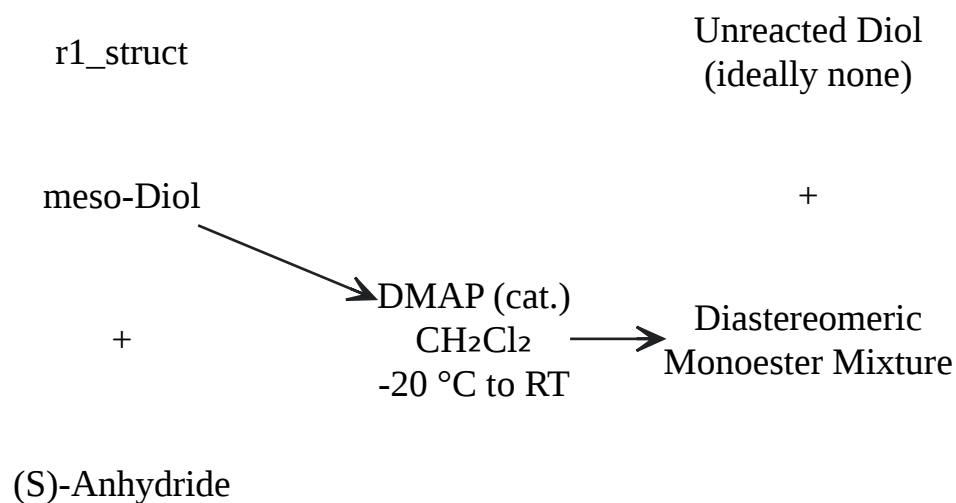 r1_struct
meso-Diol
+
(S)-Anhydride
DMAP (cat.)
CH₂Cl₂
-20 °C to RT
Unreacted Diol
(ideally none)
+
Diastereomeric
Monoester Mixture